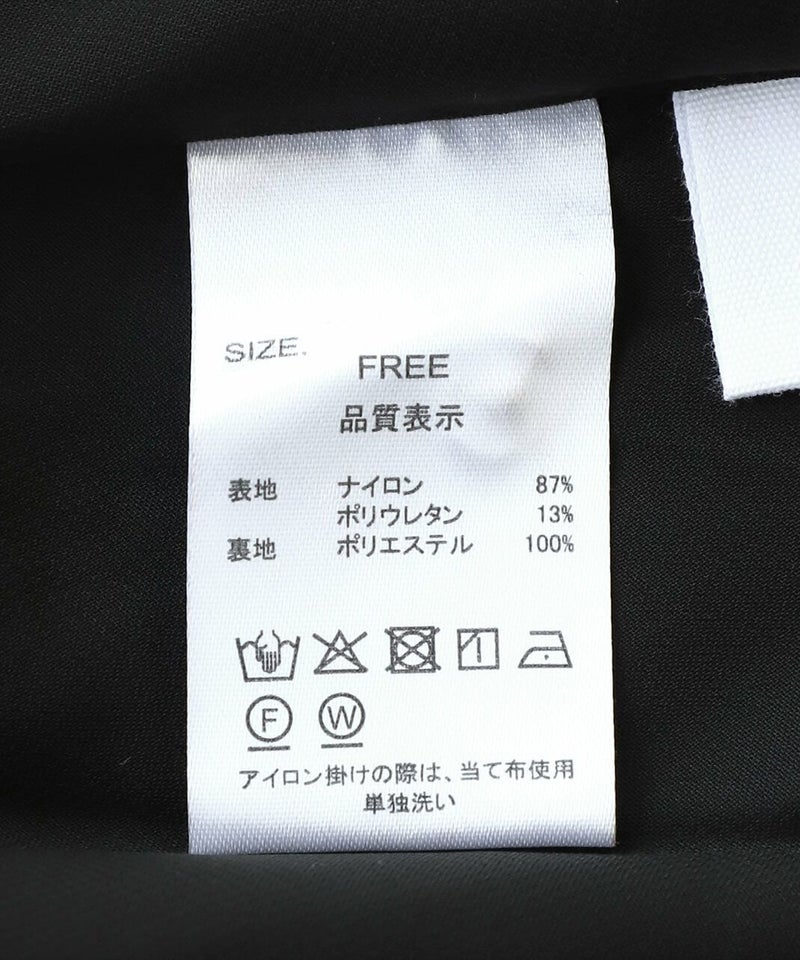 SIZE.
FREE
品質表示
表地 ナイロン 87%
ポリウレタン 13%
裏地 ポリエステル 100%
F W
アイロン掛けの際は、当て布使用
単独洗い